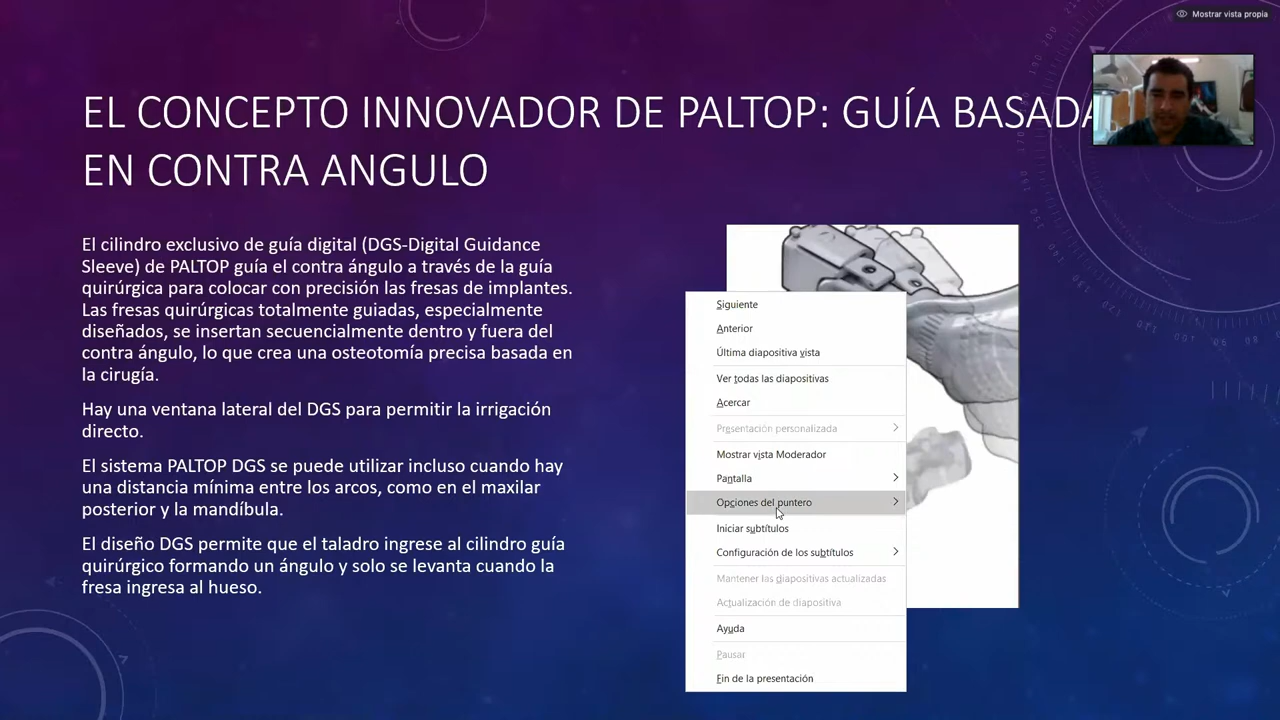 Mostrar vista propia
EL CONCEPTO INNOVADOR DE PALTOP: GUÍA BASADA
EN CONTRA ANGULO
El cilindro exclusivo de guía digital (DGS-Digital Guidance
Sleeve) de PALTOP guía el contra ángulo a través de la guía
quirúrgica para colocar con precisión las fresas de implantes.
Las fresas quirúrgicas totalmente guiadas, especialmente
diseñados, se insertan secuencialmente dentro y fuera del
contra ángulo, lo que crea una osteotomía precisa basada en
la cirugía.
Hay una ventana lateral del DGS para permitir la irrigación
directo.
El sistema PALTOP DGS se puede utilizar incluso cuando hay
una distancia mínima entre los arcos, como en el maxilar
posterior y la mandíbula.
El diseño DGS permite que el taladro ingrese al cilindro guía
quirúrgico formando un ángulo y solo se levanta cuando la
fresa ingresa al hueso.
Siguiente
Anterior
Última diapositiva vista
Ver todas las diapositivas
Acercar
Presentación personalizada
Mostrar vista Moderador
Pantalla
Opciones del puntero
Iniciar subtítulos
Configuración de los subtítulos
Mantener las diapositivas actualizadas
Actualización de diapositiva
Ayuda
Pausar
Fin de la presentación